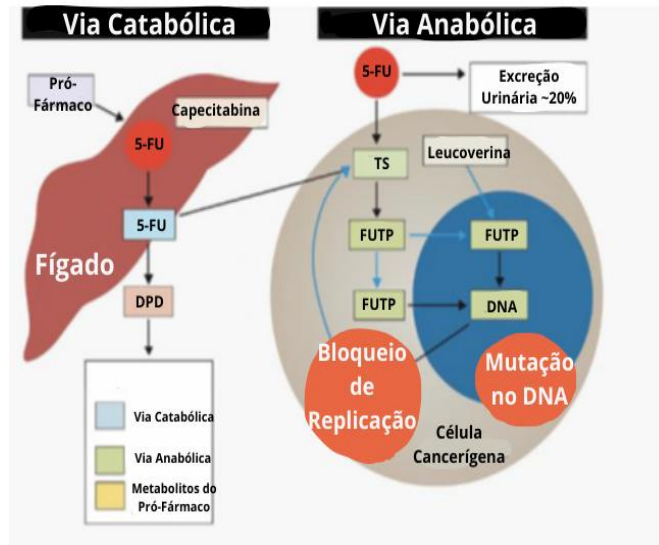 Via Catabólica
Pró-
Fármaco
Capecitabina
5-FU
5-FU
Fígado
DPD
Via Catabólica
Via Anabólica
Metabolitos do
Pró-Fármaco
Via Anabólica
5-FU
Excreção
Urinária ~20%
TS
Leucoverina
FUTP
FUTP
FUTP
DNA
Bloqueio
de
Replicação
Mutação
no DNA
Célula
Cancerígena